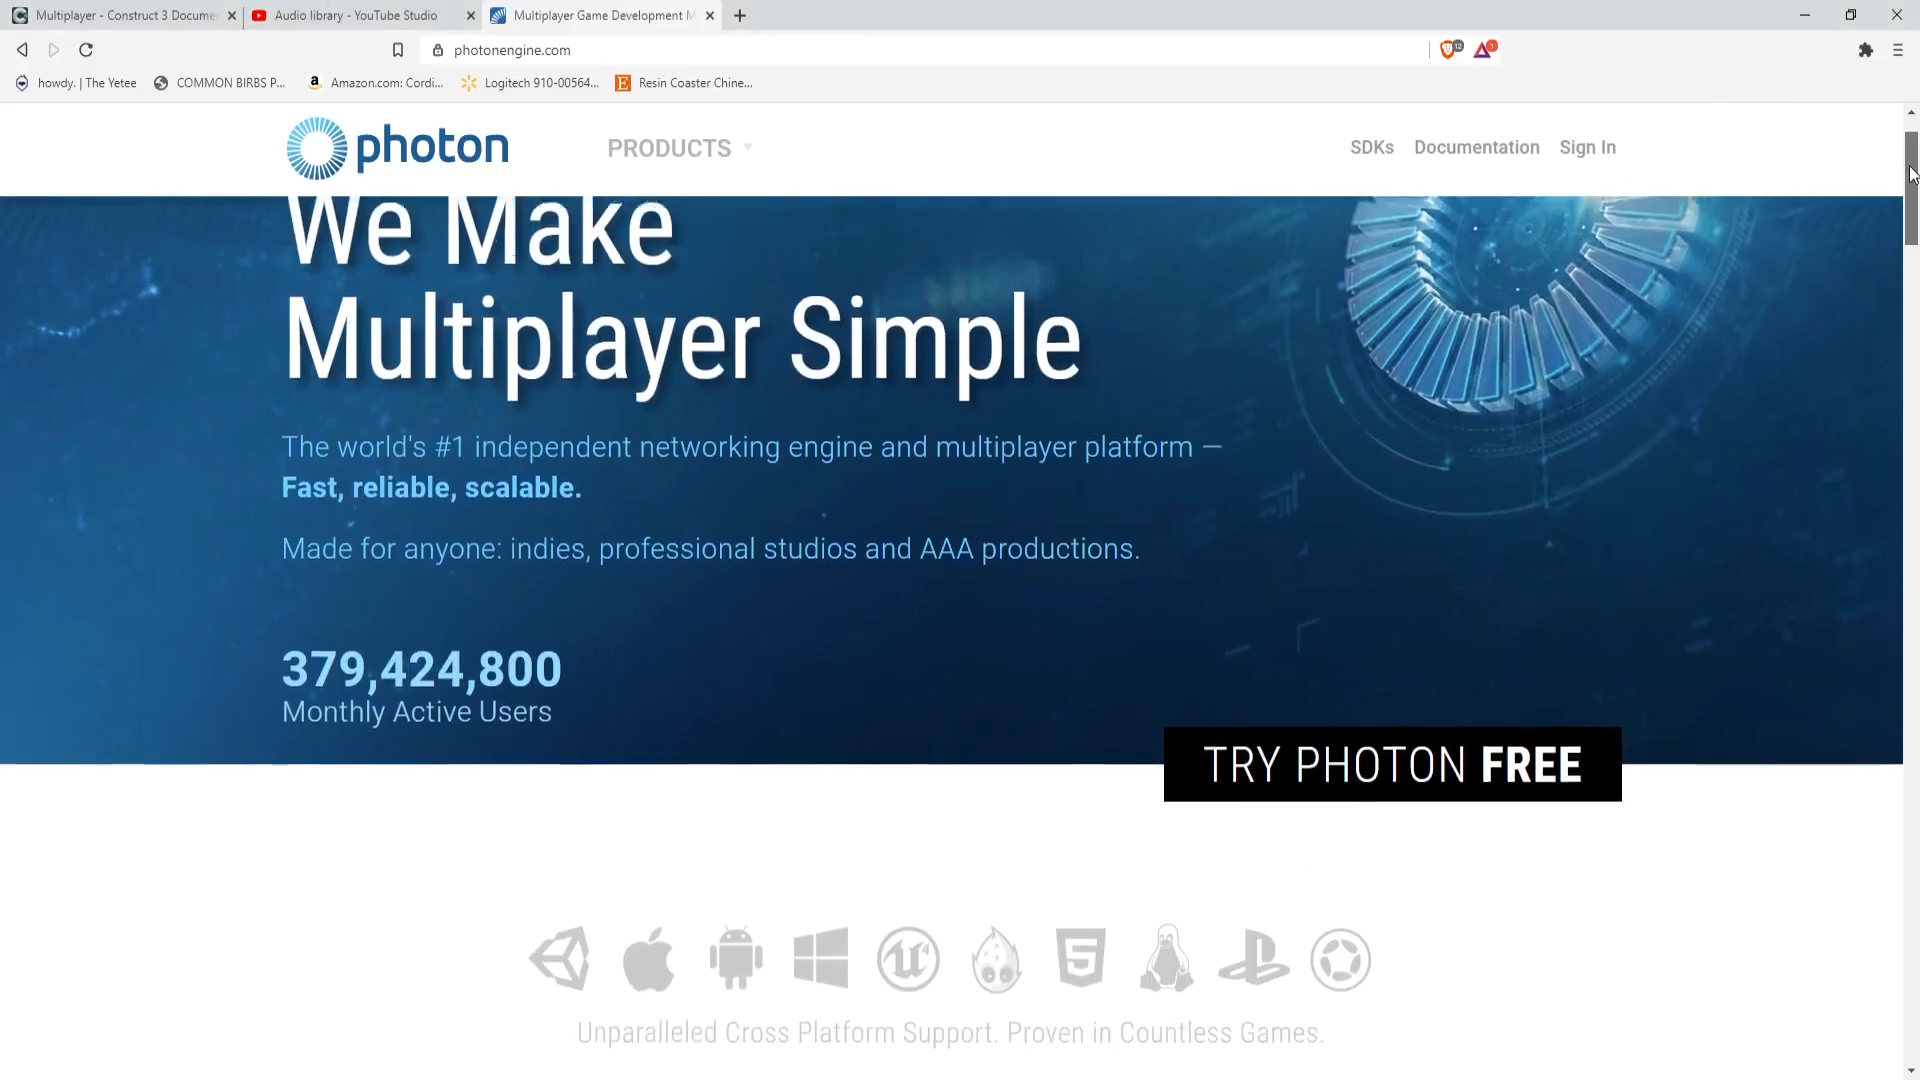 Multiplayer - Construct 3 Docume
Audio library - YouTube Studio
Multiplayer Game Development M
photonengine.com
12
1
howdy. | The Yetee
COMMON BIRBS P...
Amazon.com: Cordi...
Logitech 910-00564...
Resin Coaster Chine...
photon
PRODUCTS
SDKs
Documentation
Sign In
We Make
Multiplayer Simple
The world's #1 independent networking engine and multiplayer platform —
Fast, reliable, scalable.
Made for anyone: indies, professional studios and AAA productions.
379,424,800
Monthly Active Users
TRY PHOTON FREE
Unparalleled Cross Platform Support. Proven in Countless Games.